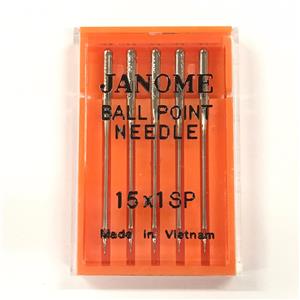 JANOME
BALL POINT
NEEDLE
15x1SP
Made in Vietnam